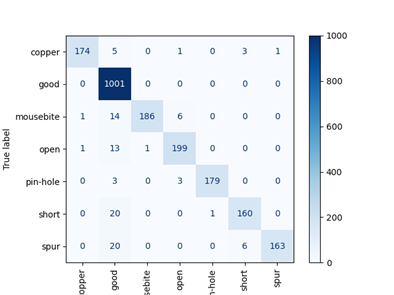 True label
copper 174 5 0 1 0 3 1
good 0 1001 0 0 0 0 0
mousebite 1 14 186 6 0 0 0
open 1 13 1 199 0 0 0
pin-hole 0 3 0 3 179 0 0
short 0 20 0 0 1 160 0
spur 0 20 0 0 0 6 163
opper good sebite open n-hole short spur
1000
800
600
400
200
0